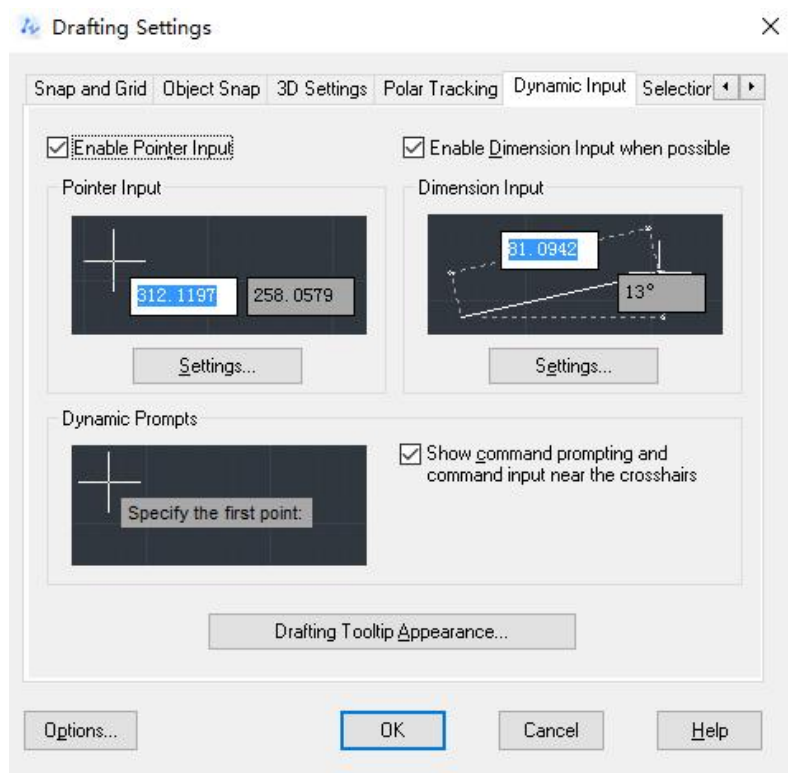 Drafting Settings
Snap and Grid Object Snap 3D Settings Polar Tracking Dynamic Input Selection
Enable Pointer Input
Enable Dimension Input when possible
Pointer Input
312.1197 258.0579
Settings...
Dimension Input
81.0942
13°
Settings...
Dynamic Prompts
Specify the first point:
Show command prompting and
command input near the crosshairs
Drafting Tooltip Appearance...
Options... OK Cancel Help